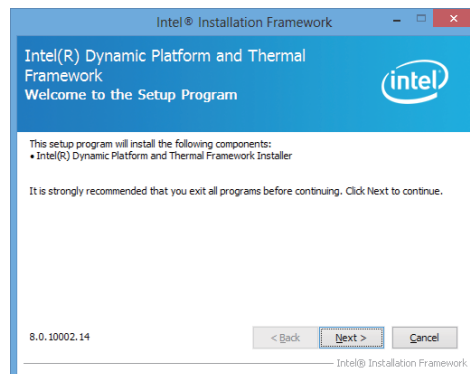 Intel® Installation Framework
Intel(R) Dynamic Platform and Thermal
Framework
Welcome to the Setup Program
intel
This setup program will install the following components:
• Intel(R) Dynamic Platform and Thermal Framework Installer
It is strongly recommended that you exit all programs before continuing. Click Next to continue.
8.0.10002.14
< Back
Next >
Cancel
Intel® Installation Framework